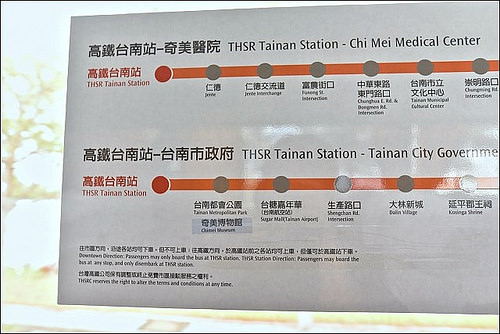 高鐵台南站–奇美醫院 THSR Tainan Station - Chi Mei Medical Center
高鐵台南站
THSR Tainan Station
仁德
Jente
仁德交流道
Jente Interchange
富農街口
Funong St.
Intersection
中華東路
東門路口
Chunghua E. Rd. &
Dongmen Rd.
Intersection
台南市立
文化中心
Tainan Municipal
Cultural Center
崇明路口
Chungming Rd.
Intersection
高鐵台南站–台南市政府 THSR Tainan Station - Tainan City Governme
高鐵台南站
THSR Tainan Station
台南都會公園
Tainan Metropolitan Park
奇美博物館
Chimei Museum
台糖嘉年華
(台南航空站)
Sugar Mall(Tainan Airport)
生產路口
Shengchan Rd.
Intersection
大林新城
Dalin Village
延平郡王祠
Koxinga Shrine
往市區方向，沿途各站均可下車，但不可上車，往高鐵方向，於高鐵站前之各站均可上車，但僅可於高鐵站下車。
Downtown Direction: Passengers may only board the bus at THSR station. THSR Station Direction: Passengers may board the
bus at any stop, and only disembark at THSR station.
台灣高鐵公司保有調整或終止免費市區接駁服務之權利。
THSRC reserves the right to alter the terms and conditions at any time.